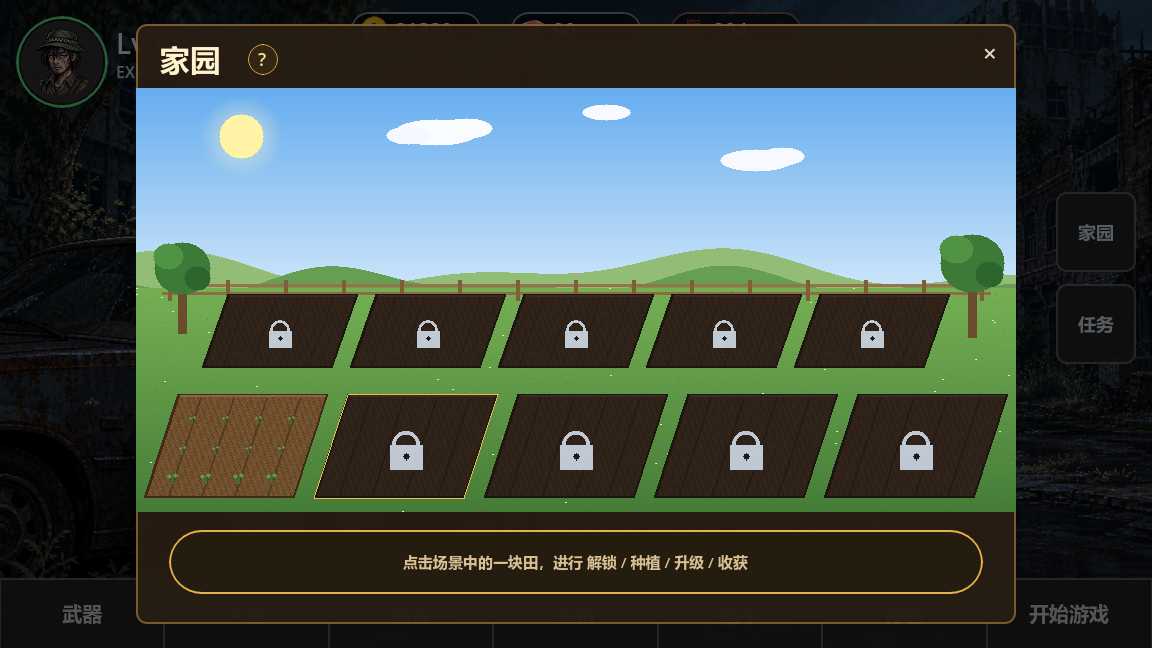 家园
?
×
家园
任务
点击场景中的一块田，进行 解锁 / 种植 / 升级 / 收获
武器
开始游戏